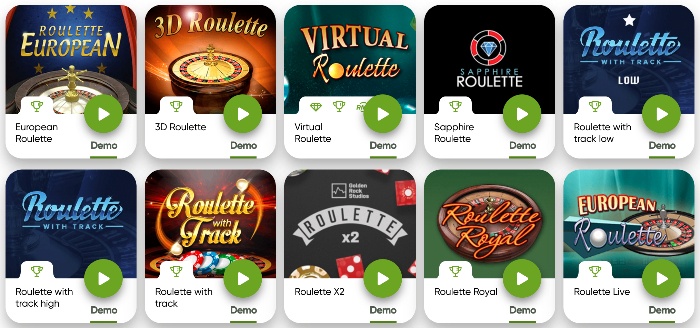 ROULETTE
EUROPEAN
European
Roulette
Demo
3D Roulette
3D Roulette
Demo
VIRTUAL
Roulette
Virtual
Roulette
Demo
SAPPHIRE
ROULETTE
Sapphire
Roulette
Demo
Roulette
WITH TRACK
LOW
Roulette with
track low
Demo
Roulette
WITH TRACK
Roulette with
track high
Demo
Roulette
with
Track
Roulette with
track
Demo
Golden
Rock
Studios
ROULETTE
x2
Roulette X2
Demo
Roulette
Royal
Roulette Royal
Demo
EUROPEAN
Roulette
Roulette Live
Demo